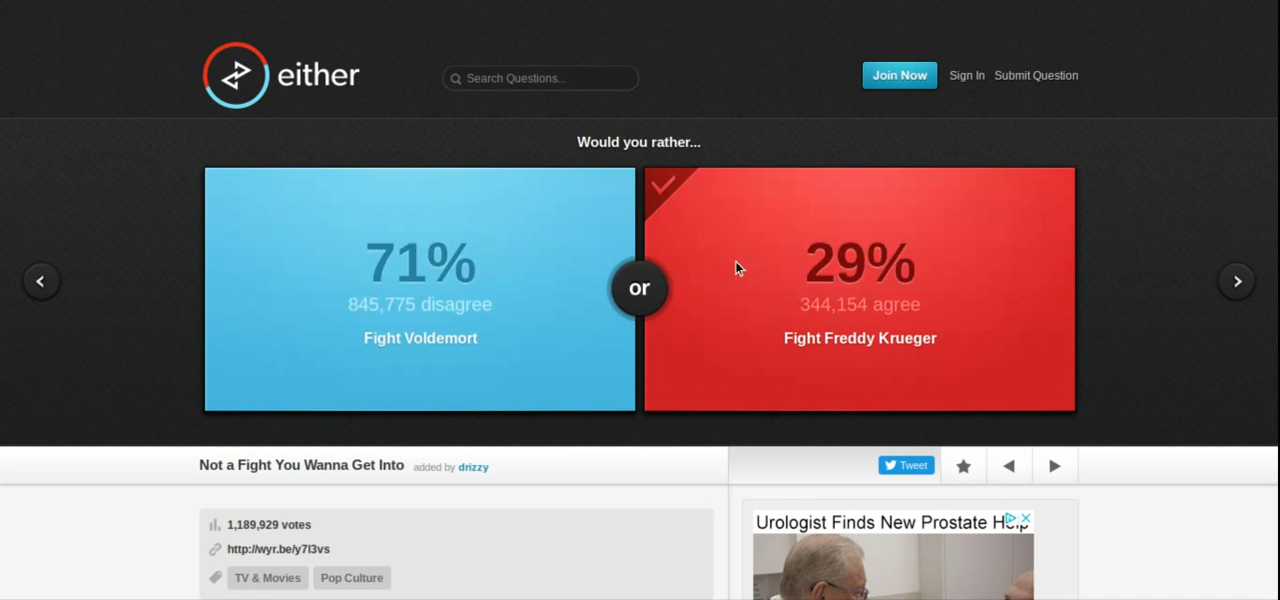 either
Search Questions...
Join Now
Sign In
Submit Question
Would you rather...
71%
845,775 disagree
Fight Voldemort
or
29%
344,154 agree
Fight Freddy Krueger
Not a Fight You Wanna Get Into
added by drizzy
Tweet
1,189,929 votes
http://wyr.be/y7I3vs
TV & Movies
Pop Culture
Urologist Finds New Prostate Help